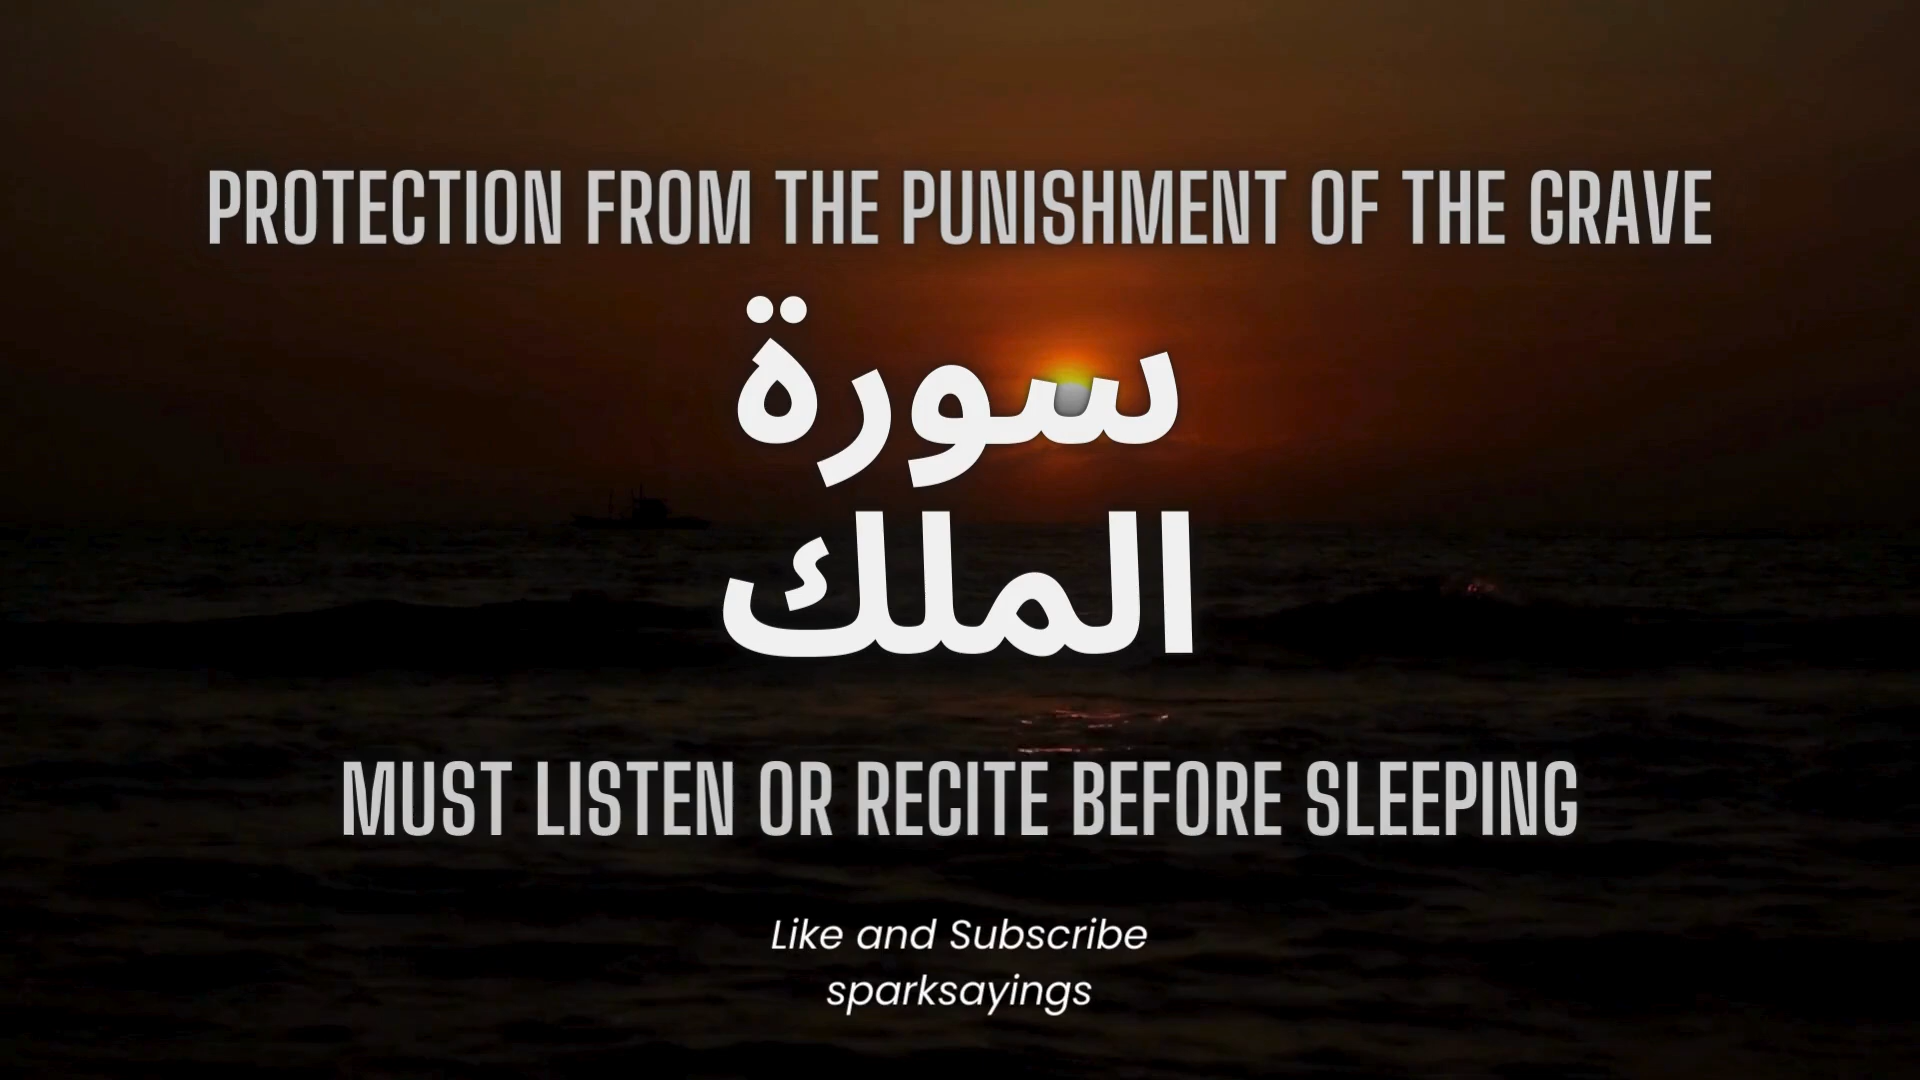 PROTECTION FROM THE PUNISHMENT OF THE GRAVE
سورة
الملك
MUST LISTEN OR RECITE BEFORE SLEEPING
Like and Subscribe
sparksayings